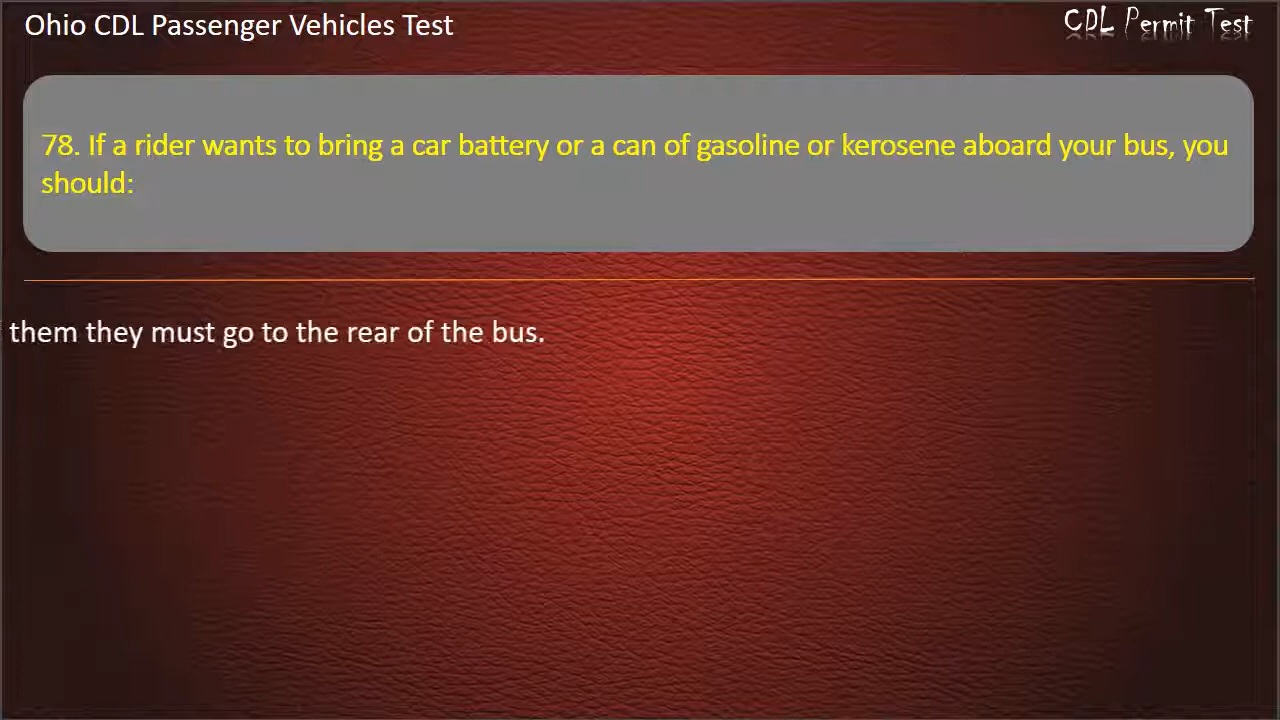 Ohio CDL Passenger Vehicles Test
CDL Permit Test
78. If a rider wants to bring a car battery or a can of gasoline or kerosene aboard your bus, you
should:
them they must go to the rear of the bus.